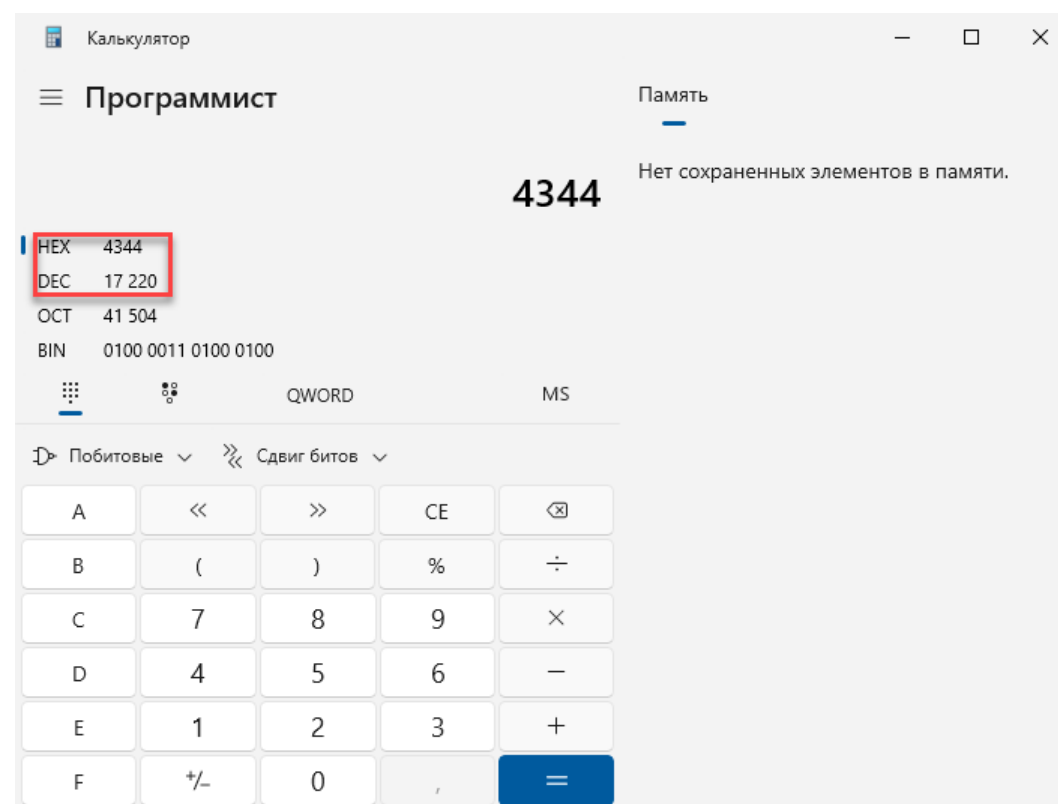 Калькулятор
Программист
Память
Нет сохраненных элементов в памяти.
4344
HEX 4344
DEC 17 220
OCT 41 504
BIN 0100 0011 0100 0100
QWORD MS
Побитовые Сдвиг битов
A << >> CE
B ( ) % ÷
C 7 8 9 ×
D 4 5 6 −
E 1 2 3 +
F +/− 0 , =